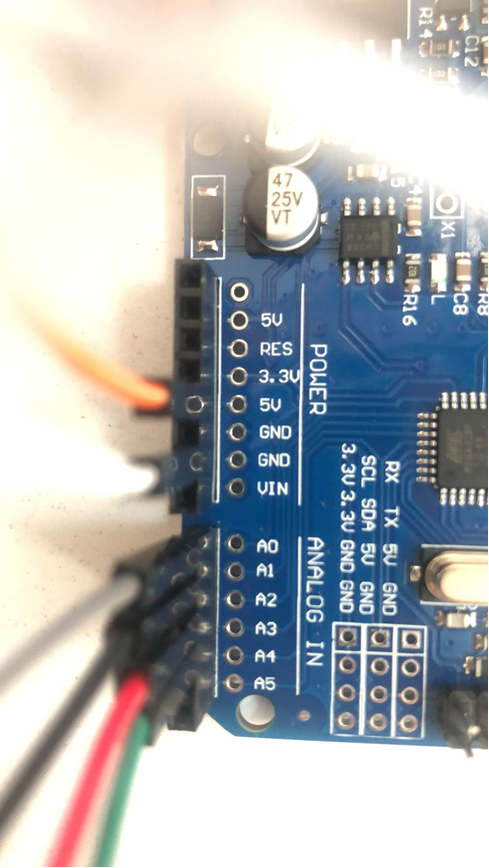 R14
C12
47
25V
VT
X1
R16
L
C8
R8
5V
RES
3.3V
5V
GND
GND
VIN
POWER
A0
A1
A2
A3
A4
A5
ANALOG IN
RX TX 5V GND
SCL SDA 5V GND
3.3V 3.3V GND GND